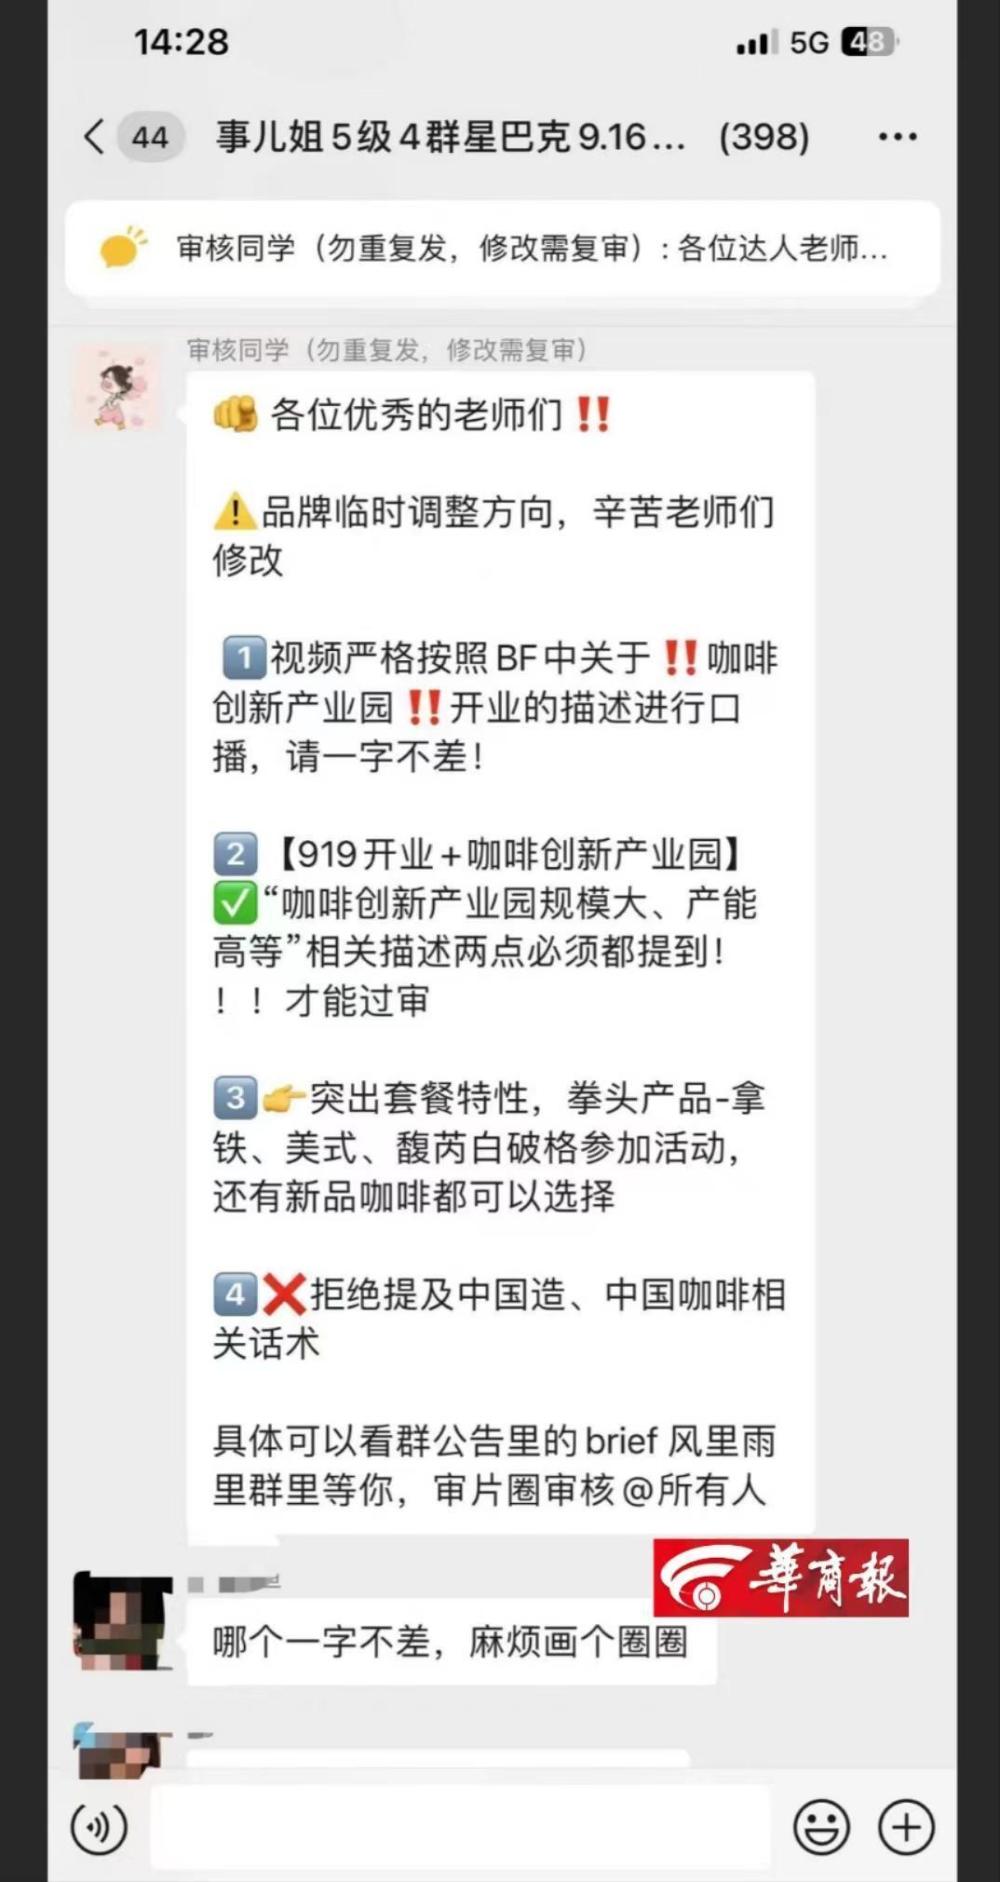 14:28
5G 48
44 事儿姐5级4群星巴克9.16... (398)
审核同学（勿重复发，修改需复审）: 各位达人老师...
审核同学（勿重复发，修改需复审）
🫵 各位优秀的老师们‼️
⚠️品牌临时调整方向，辛苦老师们
修改
1️⃣视频严格按照BF中关于‼️咖啡
创新产业园‼️开业的描述进行口
播，请一字不差！
2️⃣【919开业+咖啡创新产业园】
✅“咖啡创新产业园规模大、产能
高等”相关描述两点必须都提到！
！！才能过审
3️⃣👉突出套餐特性，拳头产品-拿
铁、美式、馥芮白破格参加活动，
还有新品咖啡都可以选择
4️⃣❌拒绝提及中国造、中国咖啡相
关话术
具体可以看群公告里的brief 风里雨
里群里等你，审片圈审核@所有人
華商報
哪个一字不差，麻烦画个圈圈